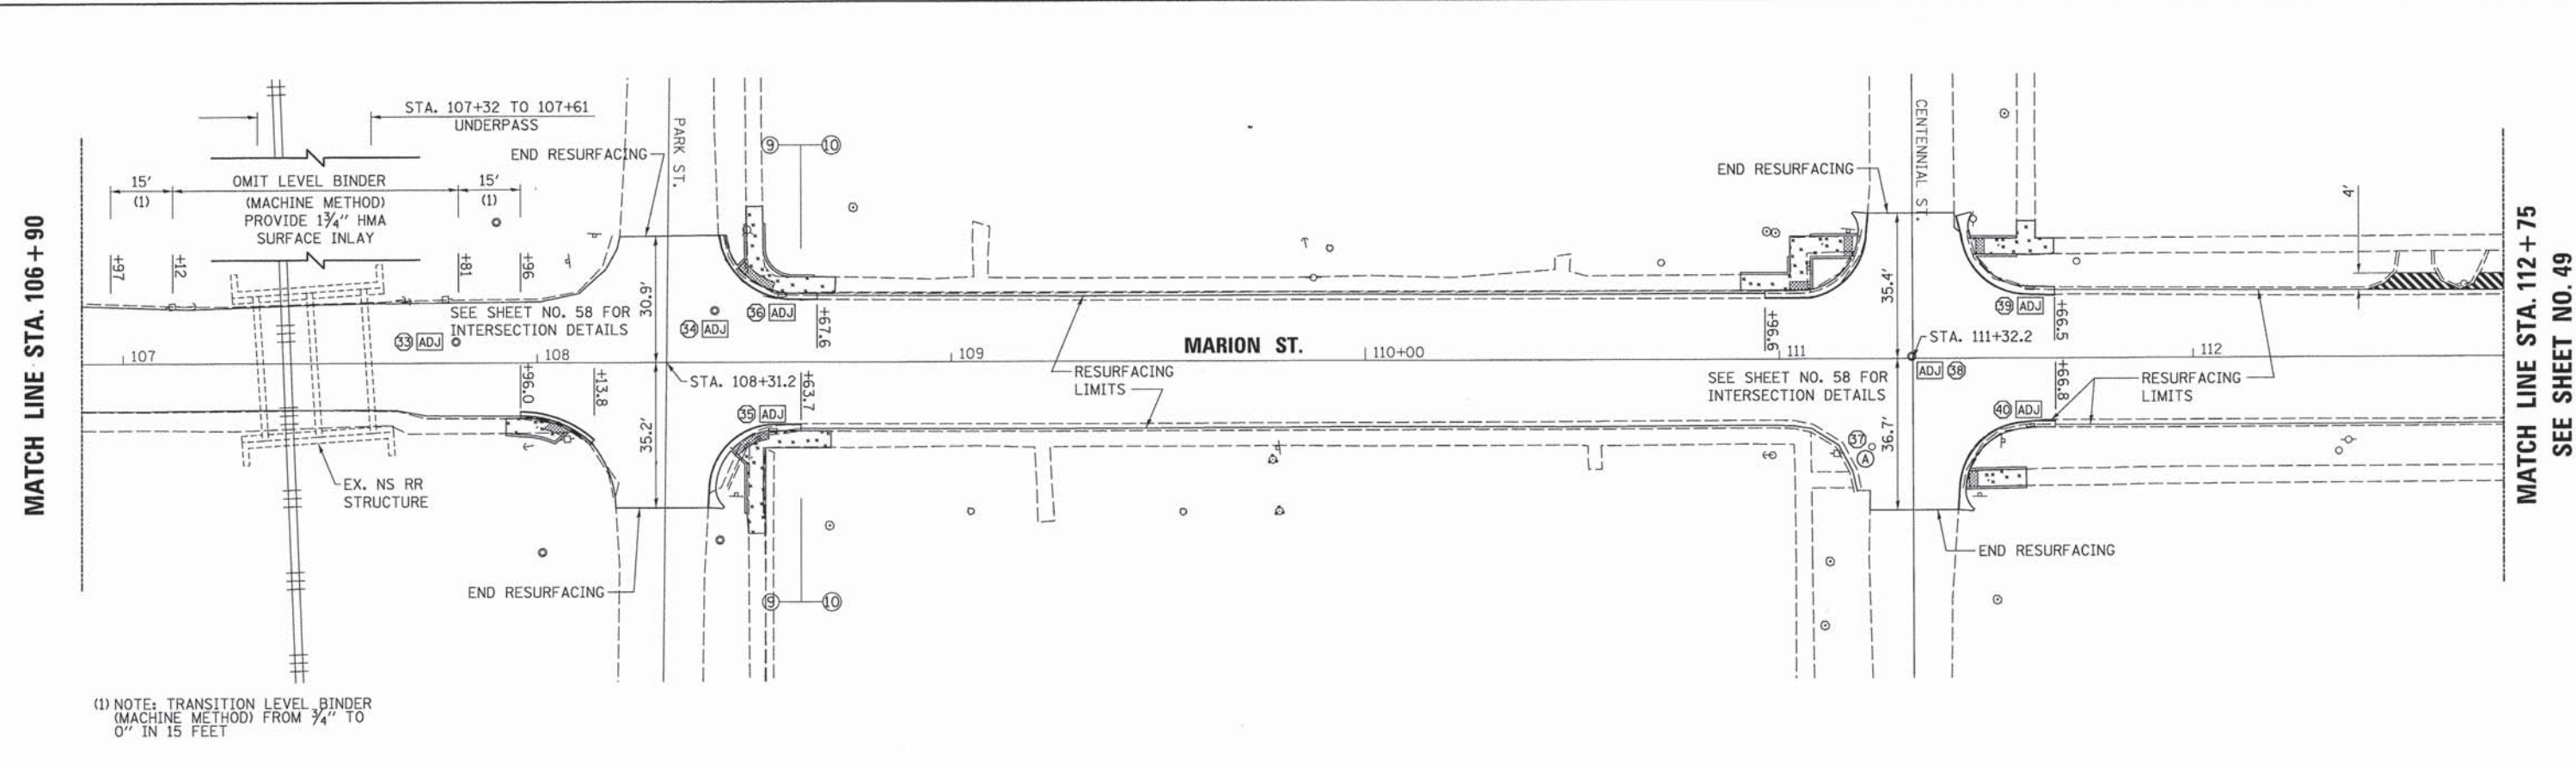 MATCH LINE STA. 106+90
STA. 107+32 TO 107+61
UNDERPASS
END RESURFACING
PARK ST.
9
10
15'
(1)
OMIT LEVEL BINDER
(MACHINE METHOD)
PROVIDE 1¾" HMA
SURFACE INLAY
15'
(1)
+97
+12
+81
+96
30.9'
SEE SHEET NO. 58 FOR
INTERSECTION DETAILS
33 ADJ
34 ADJ
36 ADJ
+67.6
107
108
109
MARION ST.
110+00
111
112
+96.0
+13.8
STA. 108+31.2
+63.7
35 ADJ
35.2'
RESURFACING
LIMITS
EX. NS RR
STRUCTURE
END RESURFACING
9
10
END RESURFACING
CENTENNIAL ST.
35.4'
+96.6
39 ADJ
+66.5
4'
STA. 111+32.2
ADJ 38
SEE SHEET NO. 58 FOR
INTERSECTION DETAILS
+66.8
RESURFACING
LIMITS
40 ADJ
37
A
36.7'
END RESURFACING
MATCH LINE STA. 112+75
SEE SHEET NO. 49
(1) NOTE: TRANSITION LEVEL BINDER
(MACHINE METHOD) FROM ¾" TO
0" IN 15 FEET